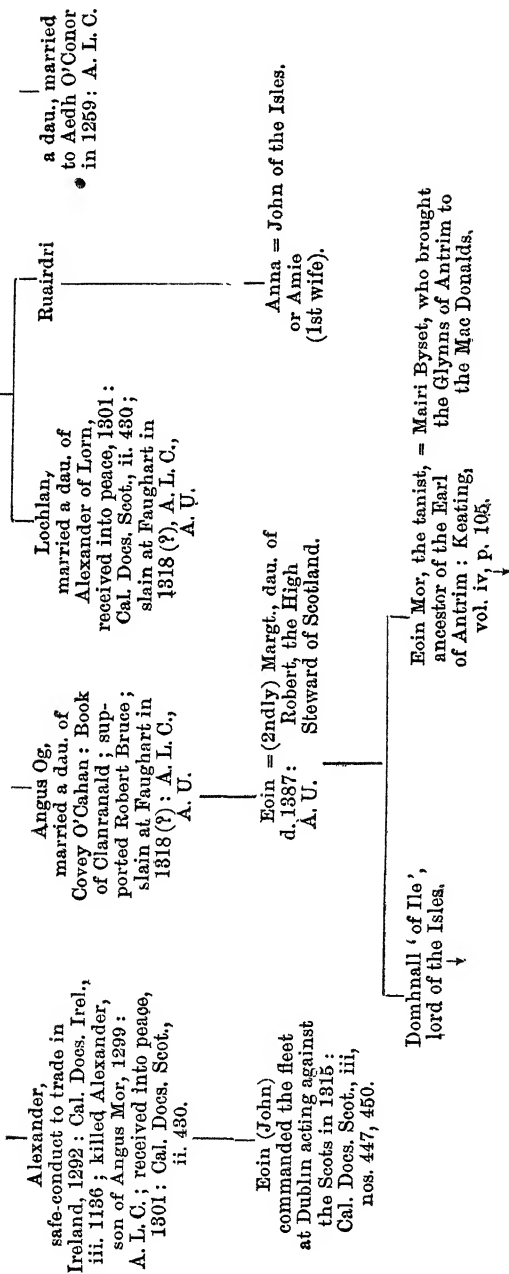 Alexander,
safe-conduct to trade in
Ireland, 1292: Cal. Docs. Irel.,
iii. 1136; killed Alexander,
son of Angus Mor, 1299:
A. L. C.; received into peace,
1301: Cal. Docs. Scot.,
ii. 430.
Angus Og,
married a dau. of
Covey O'Cahan: Book
of Clanranald; sup-
ported Robert Bruce;
slain at Faughart in
1318 (?): A. L. C.,
A. U.
Lochlan,
married a dau. of
Alexander of Lorn,
received into peace, 1301:
Cal. Docs. Scot., ii. 430;
slain at Faughart in
1318 (?), A. L. C.,
A. U.
Ruairdri
a dau., married
to Aedh O'Conor
in 1259: A. L. C.
Eoin (John)
commanded the fleet
at Dublin acting against
the Scots in 1315:
Cal. Docs. Scot., iii,
nos. 447, 450.
Eoin = (2ndly) Margt., dau. of
d. 1387: Robert, the High
A. U. Steward of Scotland.
Anna = John of the Isles.
or Amie
(1st wife).
Domhnall ' of Ile',
lord of the Isles.
Eoin Mor, the tanist, = Mairi Byset, who brought
ancestor of the Earl the Glynns of Antrim to
of Antrim: Keating, the Mac Donalds.
vol. iv, p. 105.